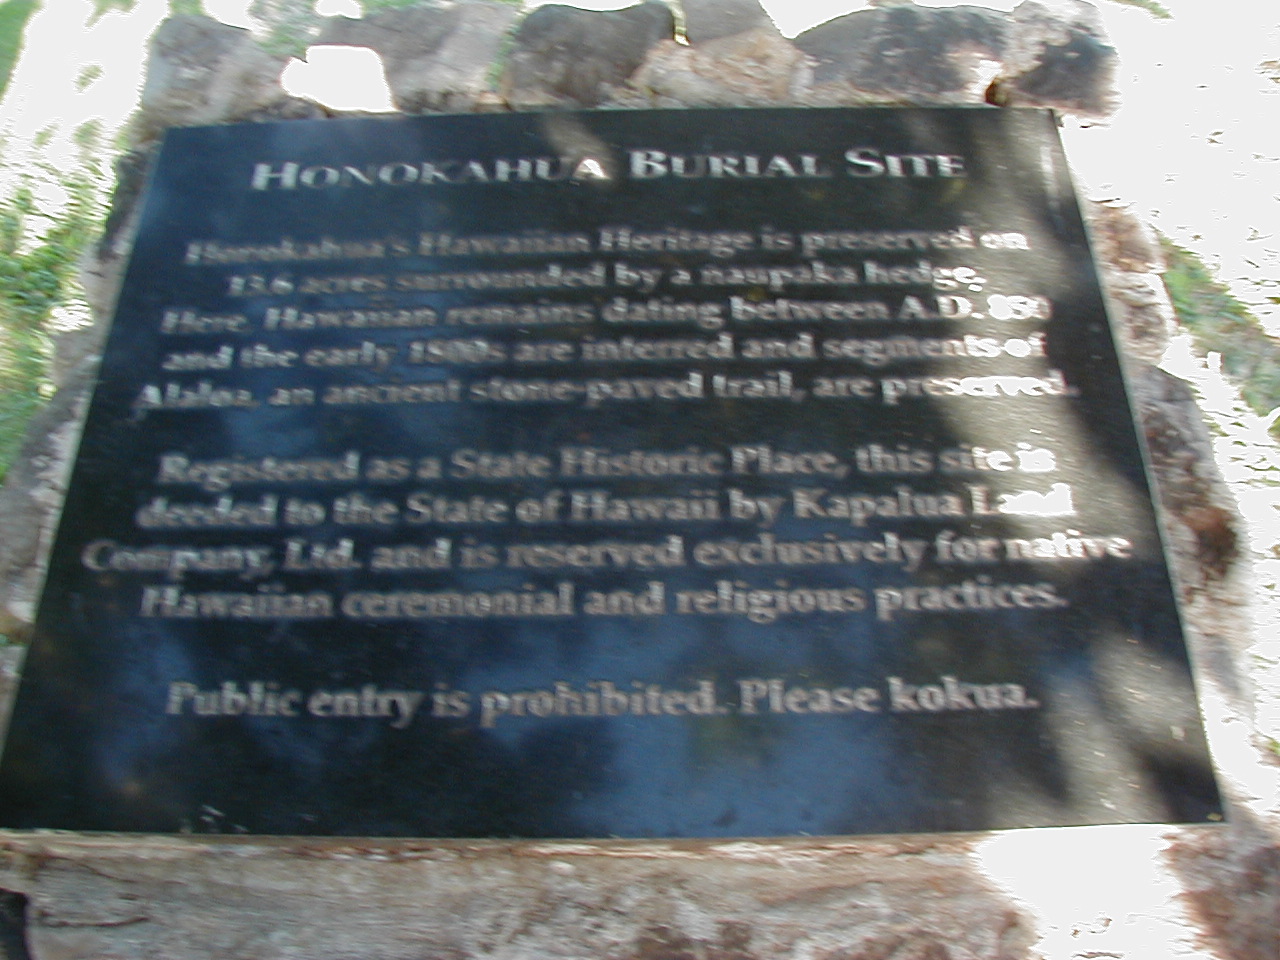 HONOKAHUA BURIAL SITE
Honokahua's Hawaiian Heritage is preserved on
13.6 acres surrounded by a naupaka hedge.
Here, Hawaiian remains dating between A.D. 850
and the early 1800s are interred and segments of
Alaloa, an ancient stone-paved trail, are preserved.
Registered as a State Historic Place, this site is
deeded to the State of Hawaii by Kapalua Land
Company, Ltd. and is reserved exclusively for native
Hawaiian ceremonial and religious practices.
Public entry is prohibited. Please kokua.